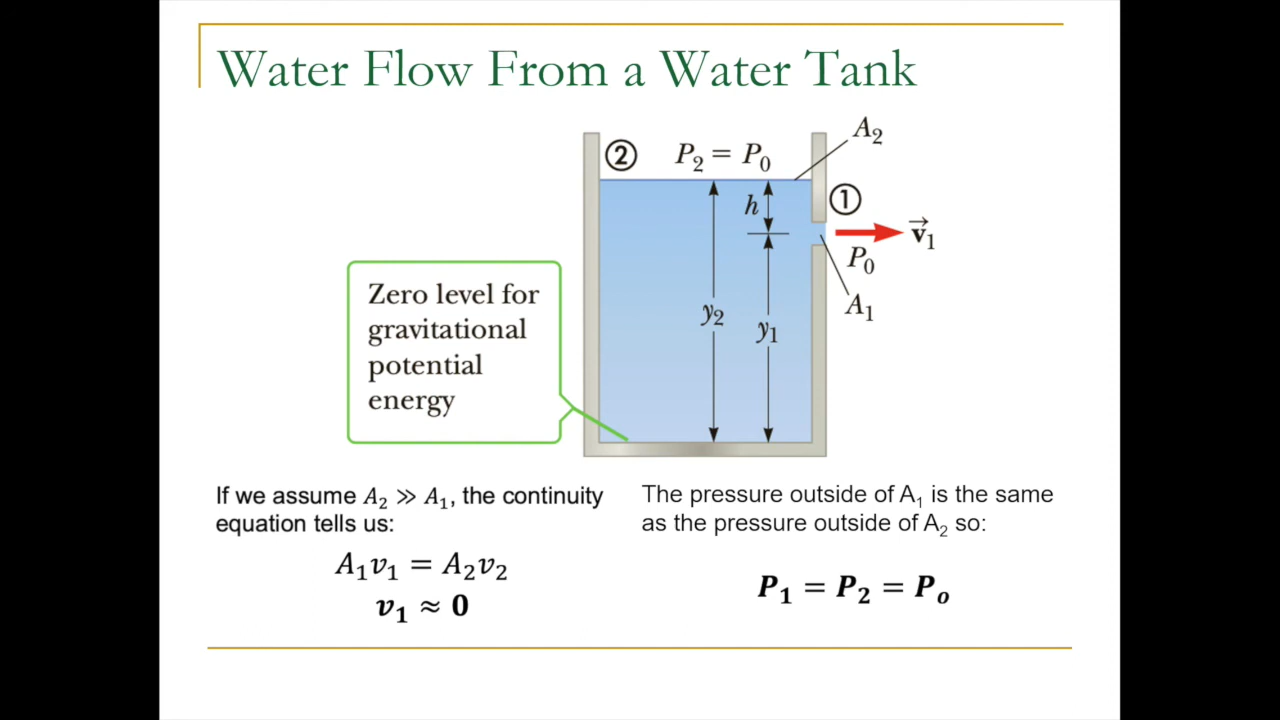 Water Flow From a Water Tank
② P₂ = P₀
A₂
①
h
v⃗₁
P₀
A₁
y₂
y₁
Zero level for
gravitational
potential
energy
If we assume A₂ ≫ A₁, the continuity
equation tells us:
A₁v₁ = A₂v₂
v₁ ≈ 0
The pressure outside of A₁ is the same
as the pressure outside of A₂ so:
P₁ = P₂ = Pₒ